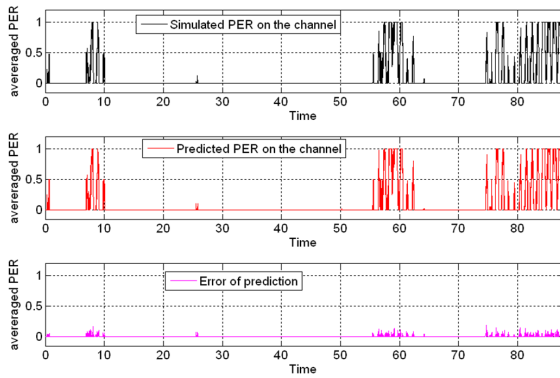 avereraged PER
1
0.5
0
Simulated PER on the channel
0 10 20 30 40 50 60 70 80
Time
avereraged PER
1
0.5
0
Predicted PER on the channel
0 10 20 30 40 50 60 70 80
Time
avereraged PER
1
0.5
0
Error of prediction
0 10 20 30 40 50 60 70 80
Time